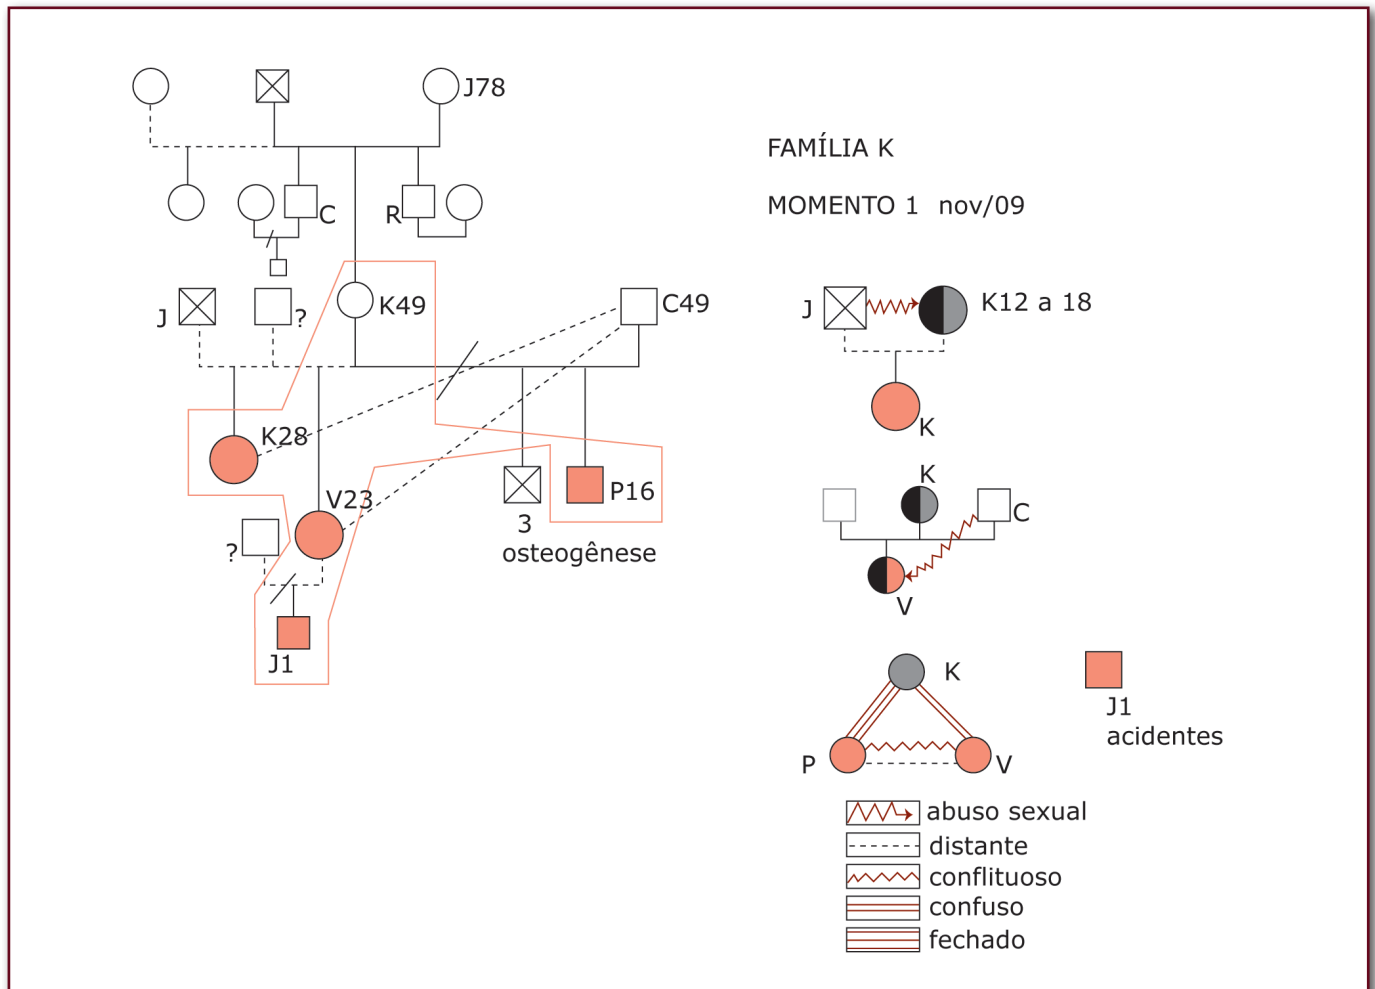 J78
C
R
J
?
K49
C49
K28
V23
P16
3
osteogênese
?
J1
FAMÍLIA K
MOMENTO 1 nov/09
J
K12 a 18
K
K
C
V
K
P
V
J1
acidentes
abuso sexual
distante
conflituoso
confuso
fechado